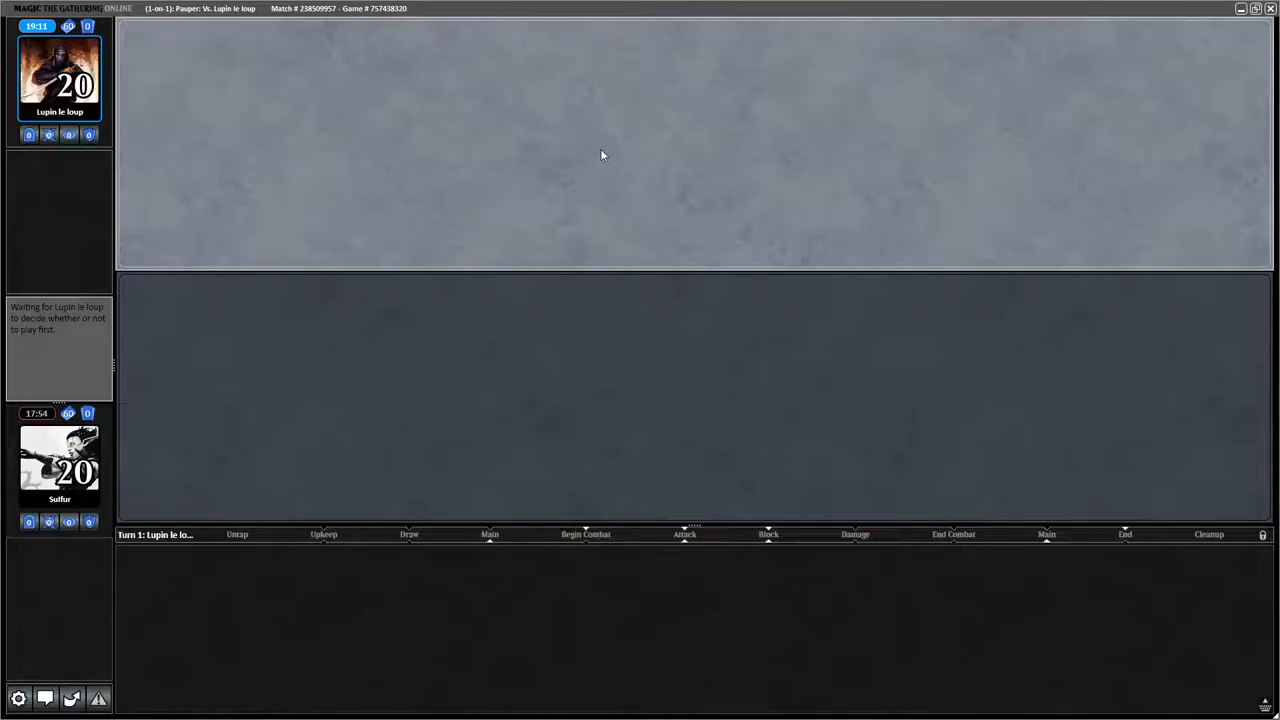 MAGIC THE GATHERING ONLINE (1-on-1): Pauper: Vs. Lupin le loup Match # 238509957 - Game # 757438320
19:11 60 0
20
Lupin le loup
0 0 0 0
Waiting for Lupin le loup
to decide whether or not
to play first.
17:54 60 0
20
Sulfur
0 0 0 0
Turn 1: Lupin le lo... Untap Upkeep Draw Main Begin Combat Attack Block Damage End Combat Main End Cleanup